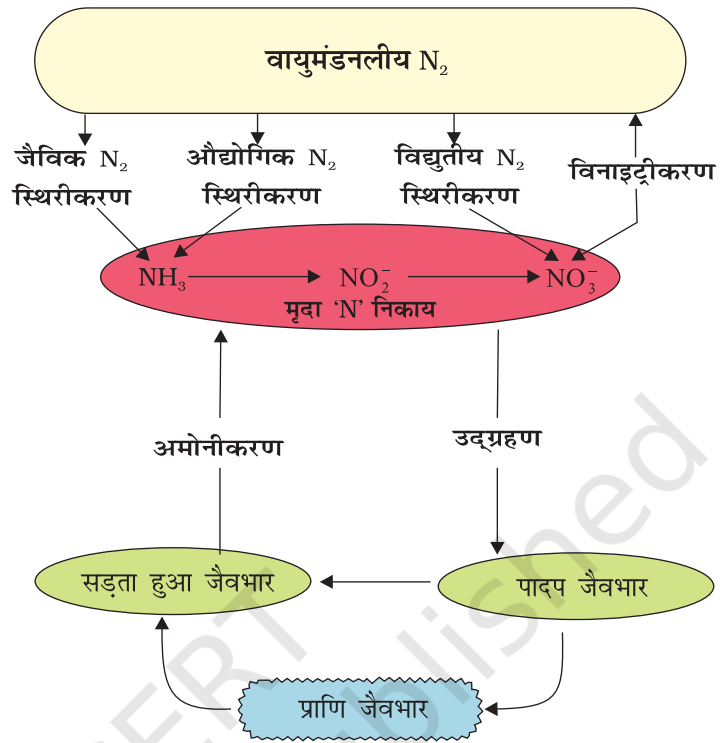 वायुमंडनलीय N₂
जैविक N₂
स्थिरीकरण
औद्योगिक N₂
स्थिरीकरण
विद्युतीय N₂
स्थिरीकरण
विनाइट्रीकरण
NH₃
NO₂⁻
NO₃⁻
मृदा ‘N’ निकाय
अमोनीकरण
उद्ग्रहण
सड़ता हुआ जैवभार
पादप जैवभार
प्राणि जैवभार